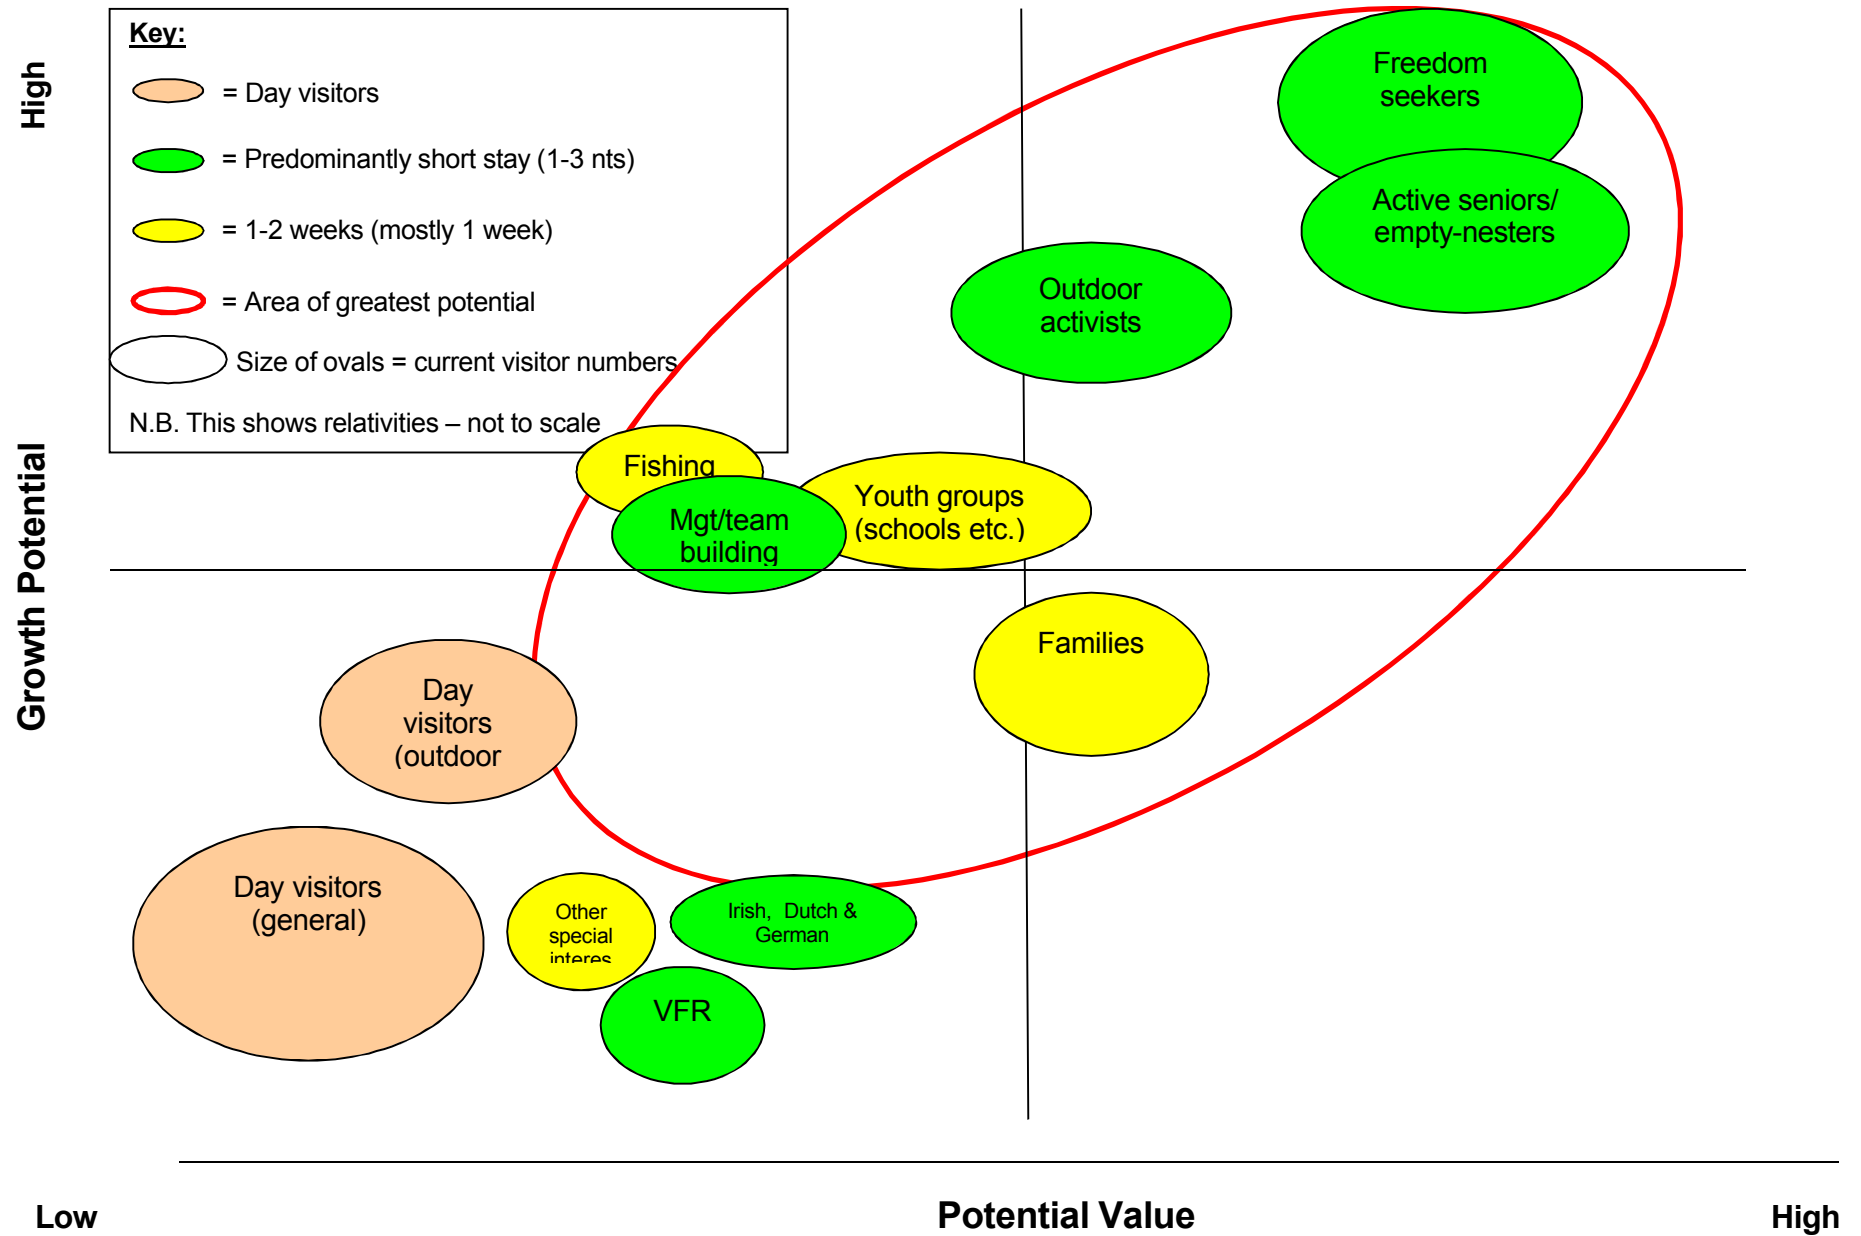 Key:
= Day visitors
= Predominantly short stay (1-3 nts)
= 1-2 weeks (mostly 1 week)
= Area of greatest potential
Size of ovals = current visitor numbers
N.B. This shows relativities – not to scale
High
Growth Potential
Freedom
seekers
Active seniors/
empty-nesters
Outdoor
activists
Fishing
Mgt/team
building
Youth groups
(schools etc.)
Families
Day
visitors
(outdoor
Day visitors
(general)
Other
special
interes
Irish, Dutch &
German
VFR
Low
Potential Value
High